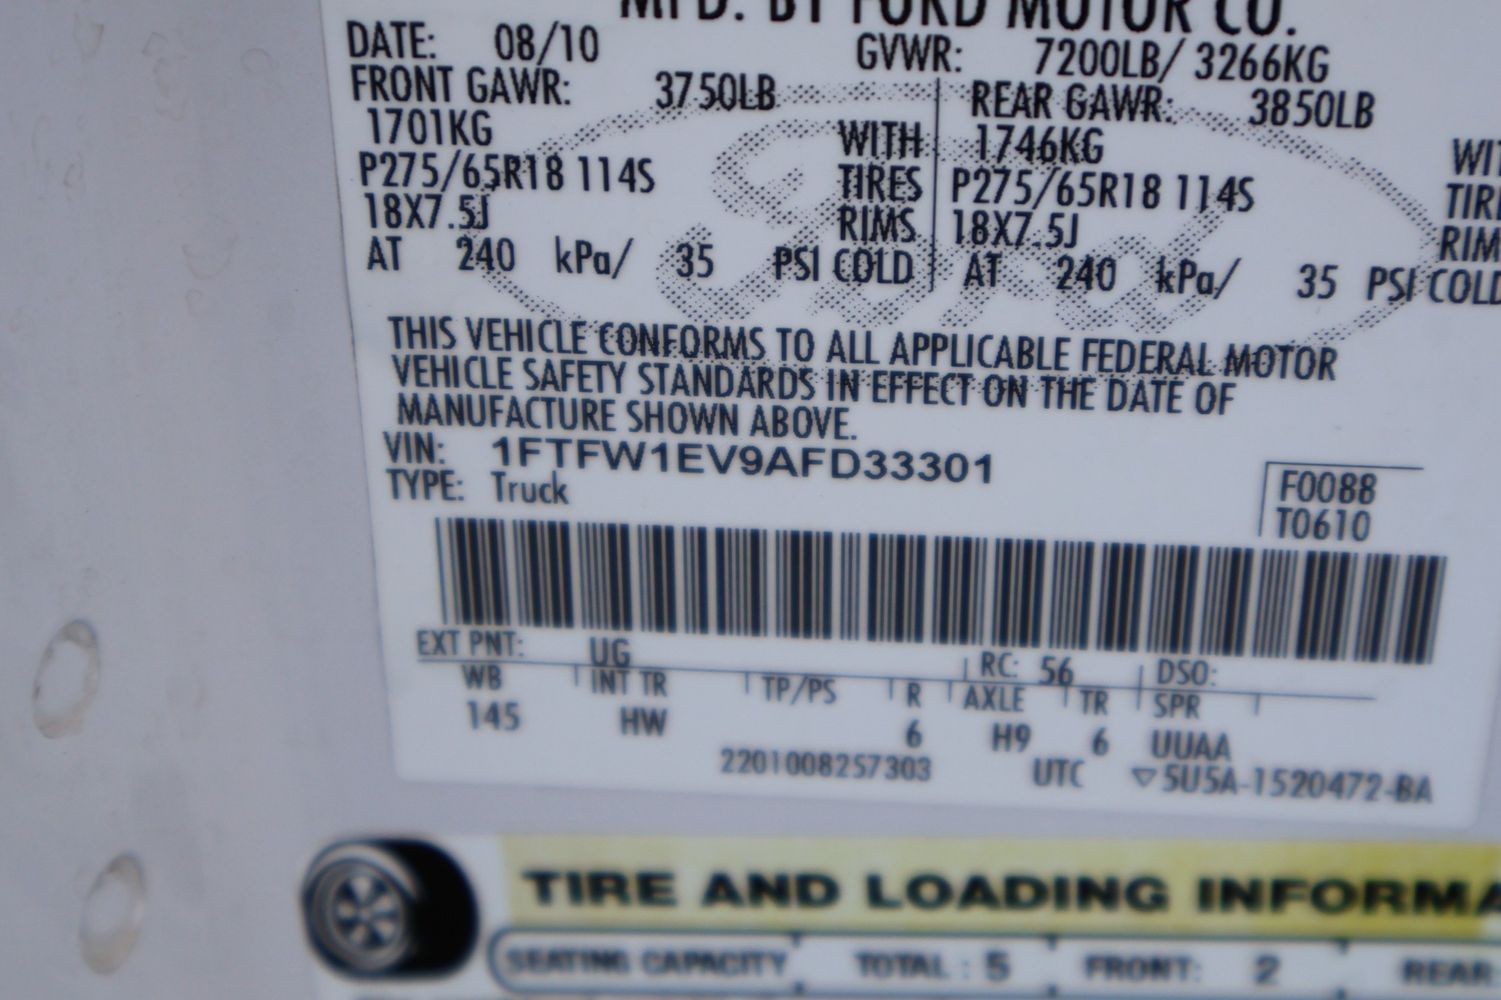 MFD. BY FORD MOTOR CO.
DATE: 08/10 GVWR: 7200LB/ 3266KG
FRONT GAWR: 3750LB REAR GAWR: 3850LB
1701KG WITH 1746KG WIT
P275/65R18 114S TIRES P275/65R18 114S TIRE
18X7.5J RIMS 18X7.5J RIM
AT 240 kPa/ 35 PSI COLD AT 240 kPa/ 35 PSI COLD
THIS VEHICLE CONFORMS TO ALL APPLICABLE FEDERAL MOTOR
VEHICLE SAFETY STANDARDS IN EFFECT ON THE DATE OF
MANUFACTURE SHOWN ABOVE.
VIN: 1FTFW1EV9AFD33301
TYPE: Truck
F0088
T0610
EXT PNT: UG RC: 56 DSO:
WB INT TR TP/PS R AXLE TR SPR
145 HW 6 H9 6 UUAA
2201008257303 UTC ▽5U5A-1520472-BA
TIRE AND LOADING INFORMA
SEATING CAPACITY TOTAL : 5 FRONT: 2 REAR: